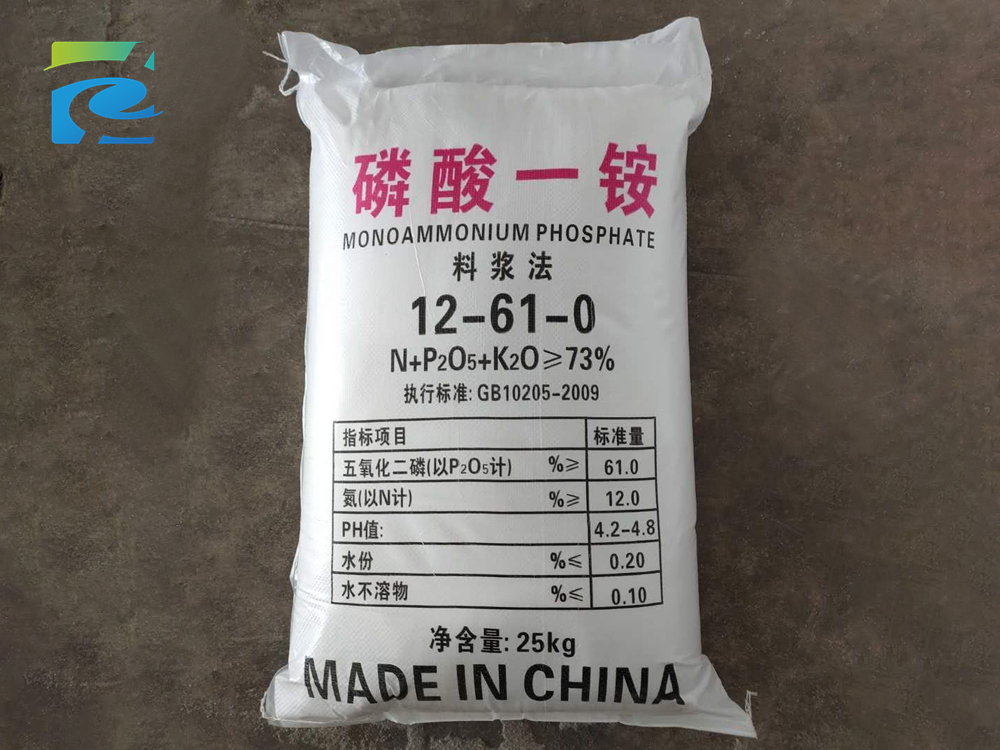 磷酸一铵
MONOAMMONIUM PHOSPHATE
料浆法
12-61-0
N+P2O5+K2O≥73%
执行标准: GB10205-2009
指标项目 标准量
五氧化二磷(以P2O5计) %≥ 61.0
氮(以N计) %≥ 12.0
PH值: 4.2-4.8
水份 %≤ 0.20
水不溶物 %≤ 0.10
净含量: 25kg
MADE IN CHINA